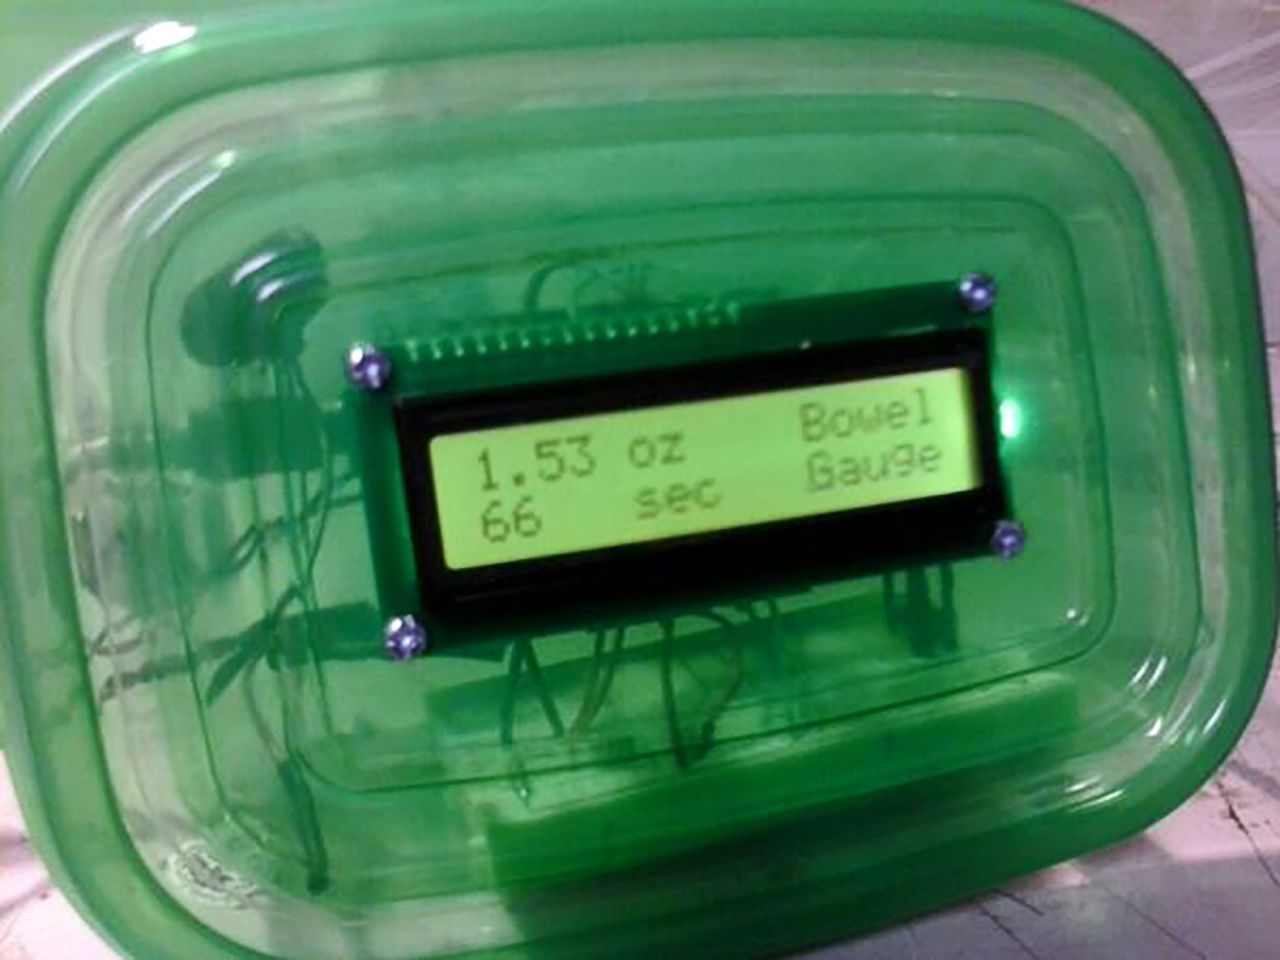 1.53 oz Bowel
66 sec Gauge